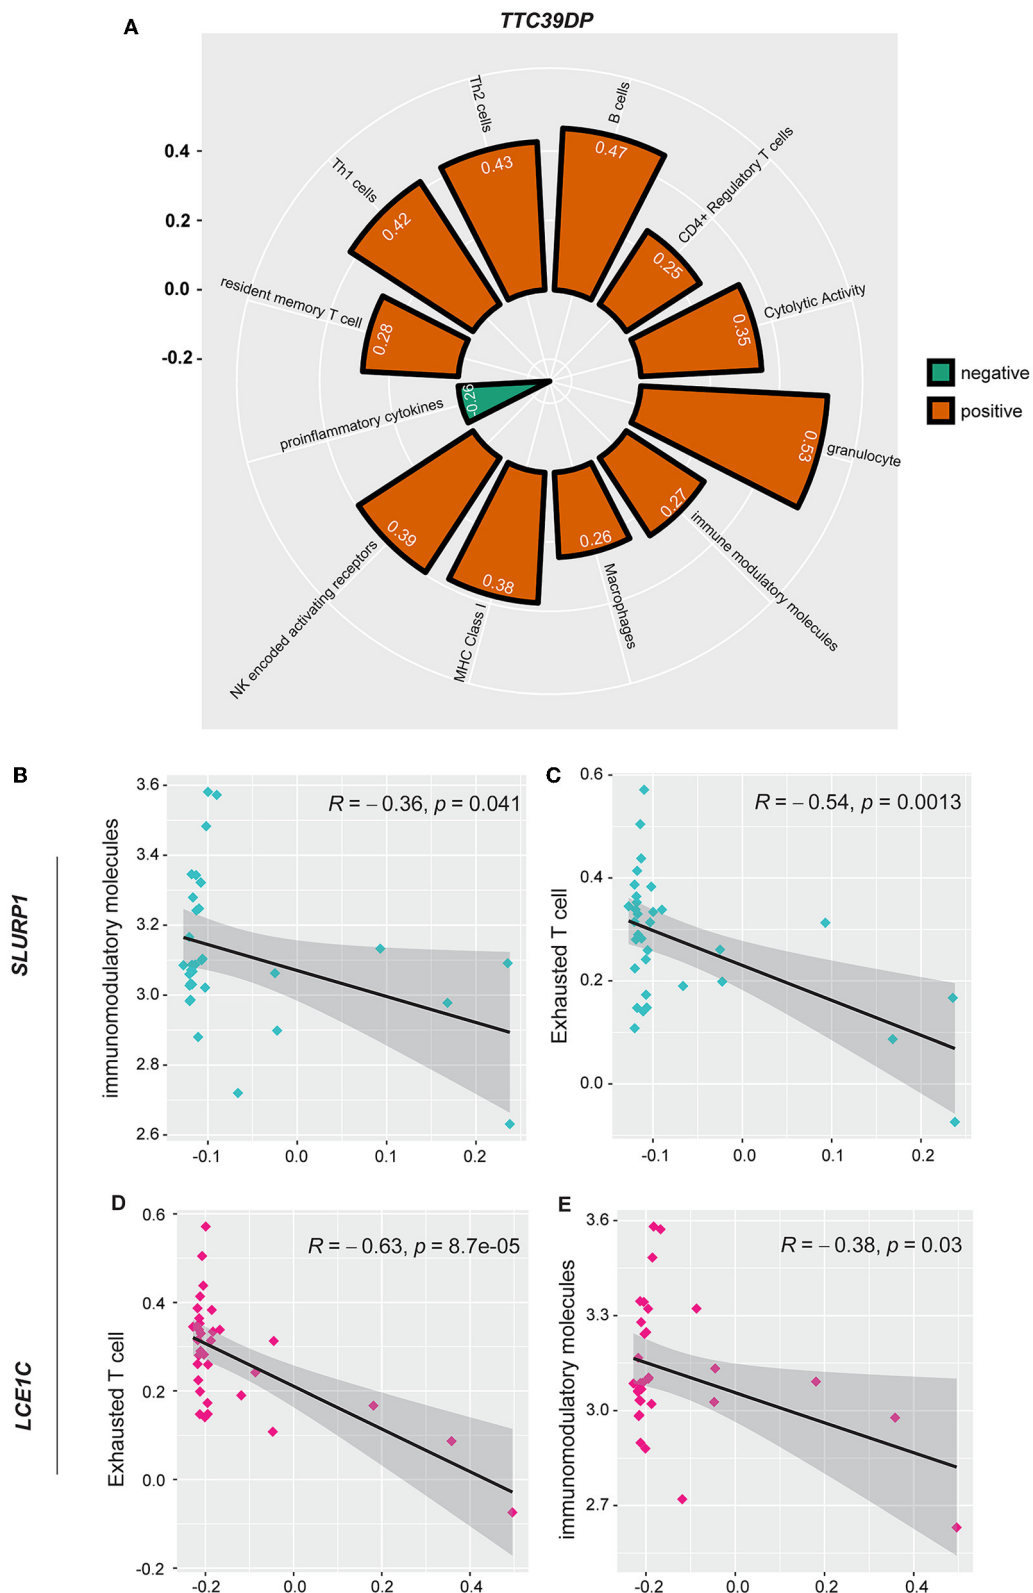 A
TTC39DP
Th2 cells
B cells
CD4+ Regulatory T cells
Th1 cells
Cytolytic Activity
resident memory T cell
granulocyte
proinflammatory cytokines
immune modulatory molecules
NK encoded activating receptors
MHC Class I
Macrophages
0.4
0.2
0.0
-0.2
0.43
0.47
0.25
0.42
0.35
0.28
-0.26
0.53
0.27
0.39
0.38
0.26
negative
positive
B
R = − 0.36, p = 0.041
immunomodulatory molecules
3.6
3.4
3.2
3.0
2.8
2.6
-0.1 0.0 0.1 0.2
C
R = − 0.54, p = 0.0013
Exhausted T cell
0.6
0.4
0.2
0.0
-0.1 0.0 0.1 0.2
SLURP1
LCE1C
D
R = − 0.63, p = 8.7e-05
Exhausted T cell
0.6
0.4
0.2
0.0
-0.2
-0.2 0.0 0.2 0.4
E
R = − 0.38, p = 0.03
immunomodulatory molecules
3.6
3.3
3.0
2.7
-0.2 0.0 0.2 0.4